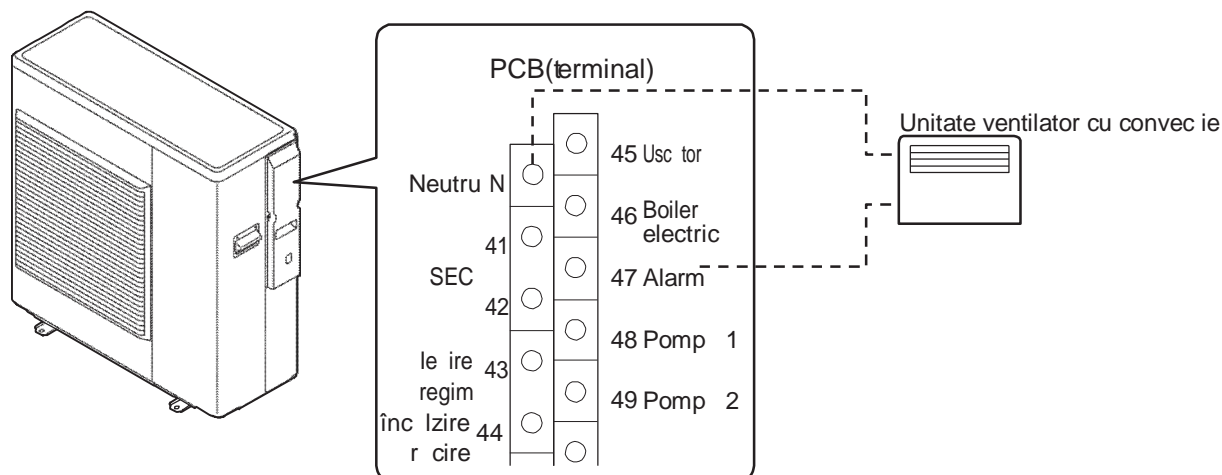 PCB(terminal)
Unitate ventilator cu convec ie
Neutru N
41
SEC
42
Ie ire 43
regim
înc lzire 44
r cire
45 Usc tor
46 Boiler
electric
47 Alarm
48 Pomp 1
49 Pomp 2